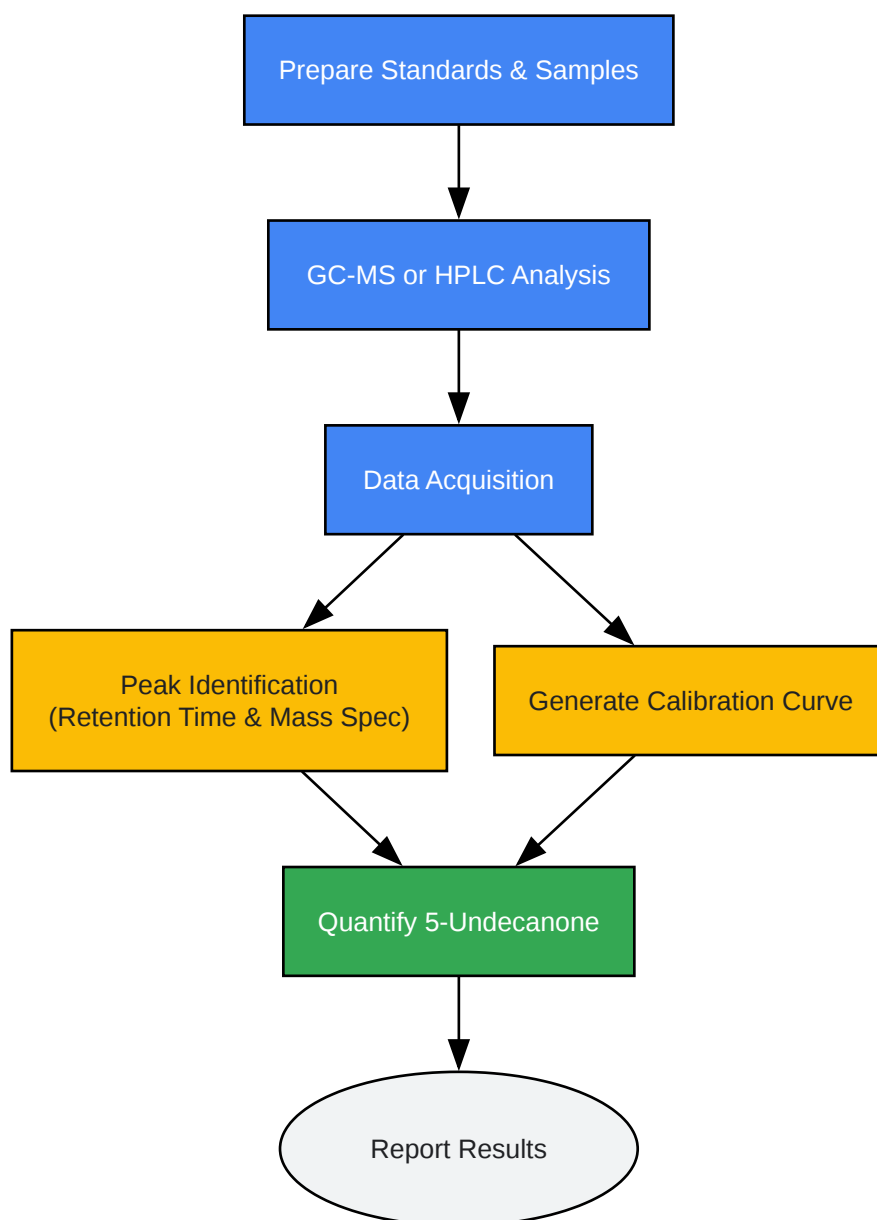 Prepare Standards & Samples
GC-MS or HPLC Analysis
Data Acquisition
Peak Identification
(Retention Time & Mass Spec)
Generate Calibration Curve
Quantify 5-Undecanone
Report Results